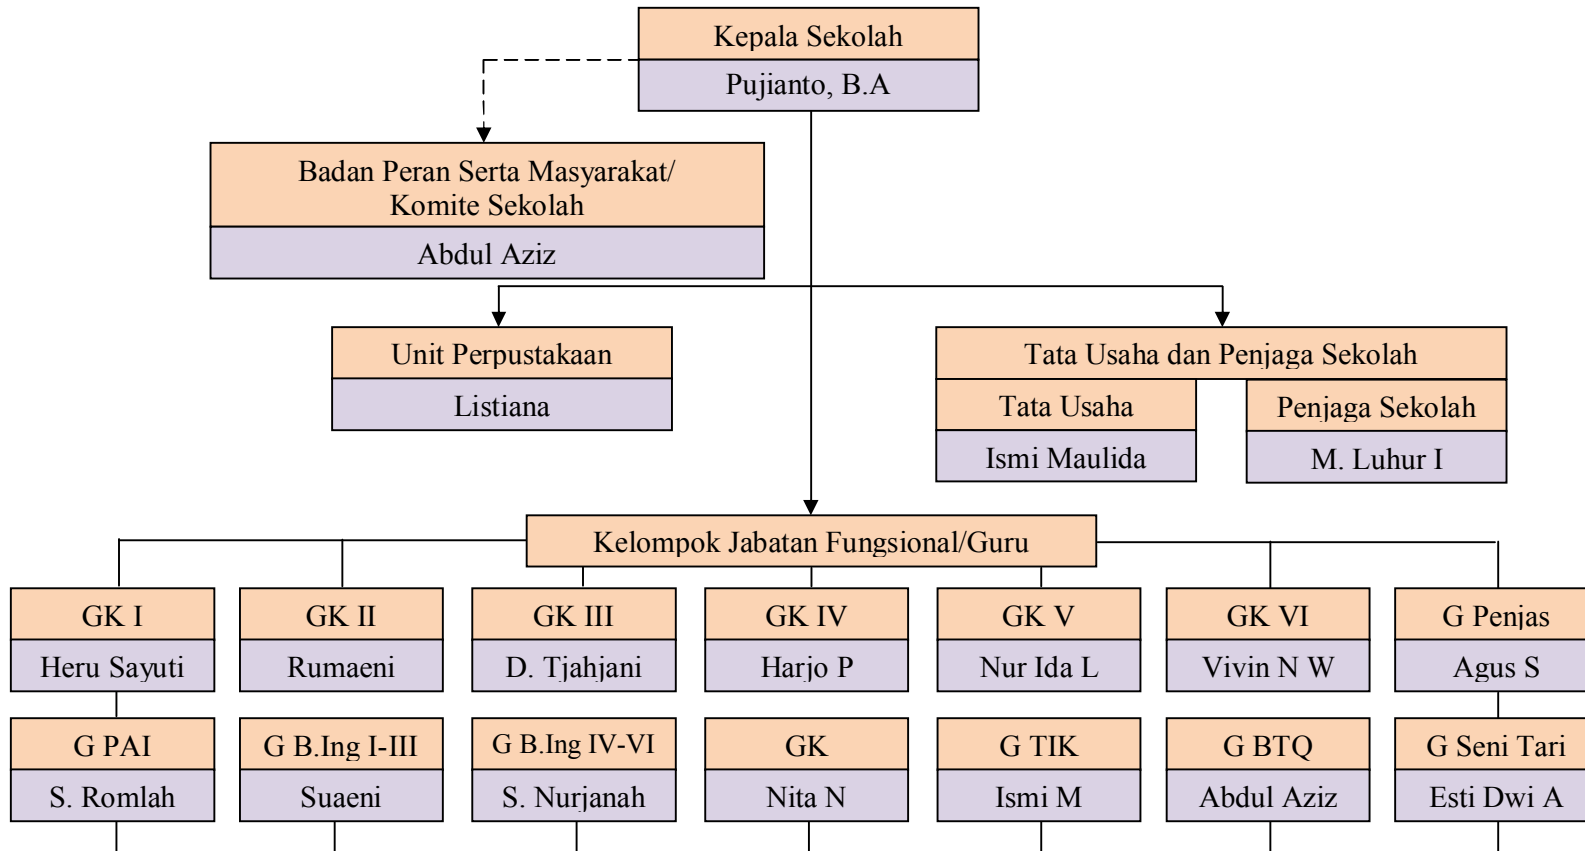 Kepala Sekolah
Pujianto, B.A
Badan Peran Serta Masyarakat/
Komite Sekolah
Abdul Aziz
Unit Perpustakaan
Listiana
Tata Usaha dan Penjaga Sekolah
Tata Usaha
Ismi Maulida
Penjaga Sekolah
M. Luhur I
Kelompok Jabatan Fungsional/Guru
GK I
Heru Sayuti
GK II
Rumaeni
GK III
D. Tjahjani
GK IV
Harjo P
GK V
Nur Ida L
GK VI
Vivin N W
G Penjas
Agus S
G PAI
S. Romlah
G B.Ing I-III
Suaeni
G B.Ing IV-VI
S. Nurjanah
GK
Nita N
G TIK
Ismi M
G BTQ
Abdul Aziz
G Seni Tari
Esti Dwi A